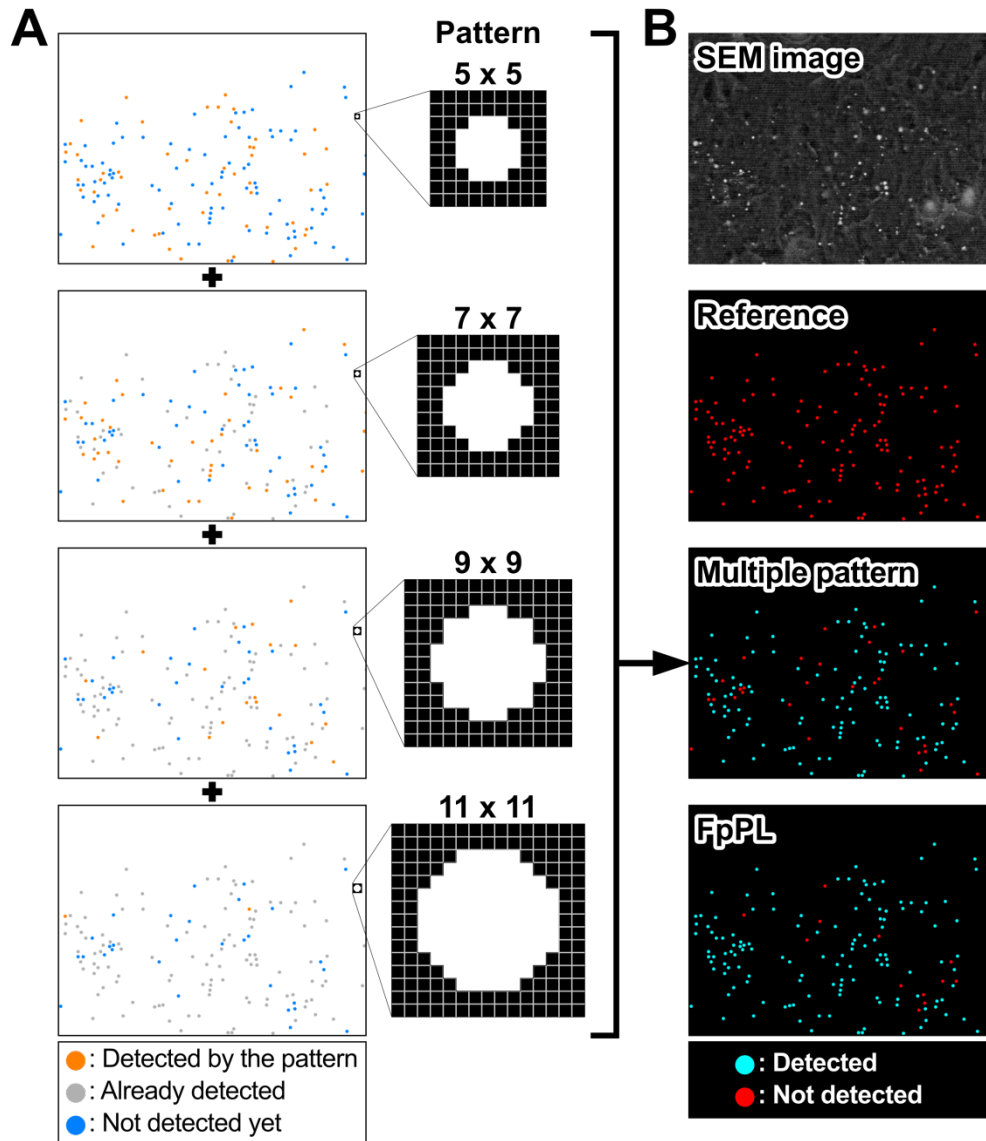 A
Pattern
5 x 5
7 x 7
9 x 9
11 x 11
: Detected by the pattern
: Already detected
: Not detected yet
B
SEM image
Reference
Multiple pattern
FpPL
: Detected
: Not detected